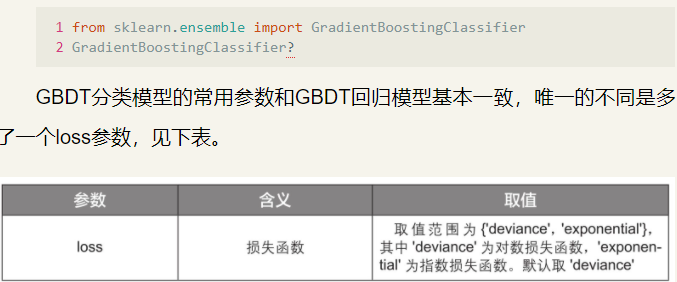 1 from sklearn.ensemble import GradientBoostingClassifier
2 GradientBoostingClassifier?
GBDT分类模型的常用参数和GBDT回归模型基本一致，唯一的不同是多
了一个loss参数，见下表。
参数 含义 取值
取值范围为 {'deviance'，'exponential'}，
loss 损失函数 其中 'deviance' 为对数损失函数，'exponen-
tial' 为指数损失函数。默认取 'deviance'